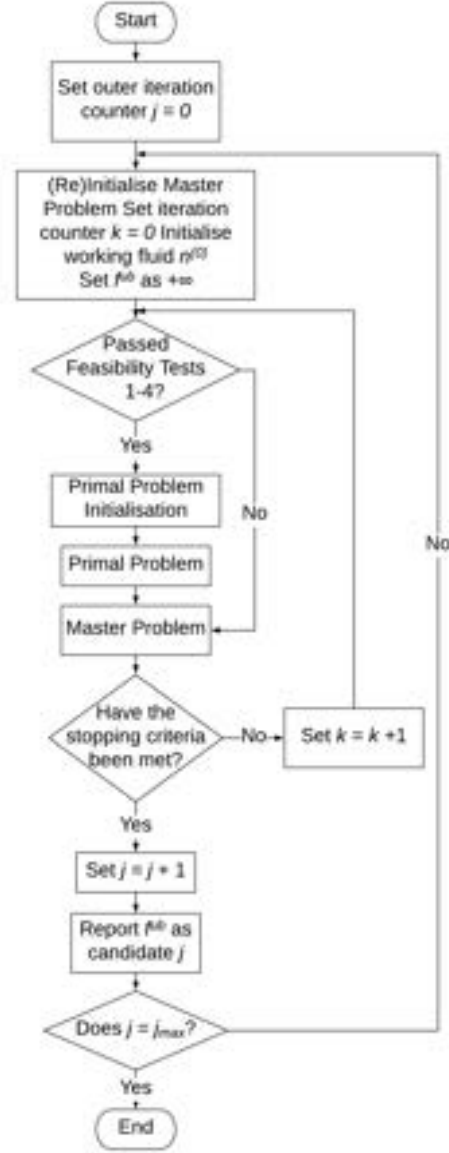 Start
Set outer iteration
counter j = 0
(Re)Initialise Master
Problem Set iteration
counter k = 0 Initialise
working fluid n^(0)
Set f^ub as +∞
Passed
Feasibility Tests
1-4?
Yes
No
Primal Problem
Initialisation
Primal Problem
Master Problem
Have the
stopping criteria
been met?
No
Set k = k +1
Yes
Set j = j + 1
Report f^ub as
candidate j
Does j = j_max?
No
Yes
End